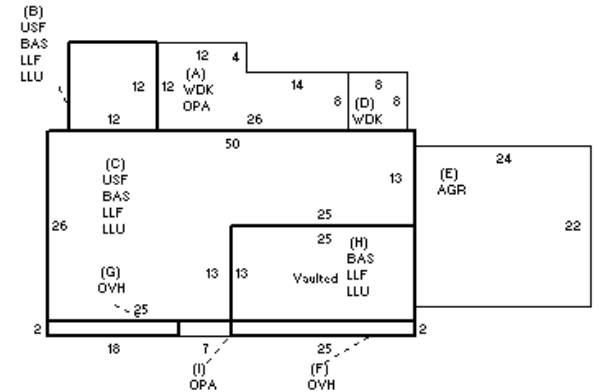 (B)
USF
BAS
LLF
LLU
12
12
12
4
(A)
WDK
OPA
12
14
26
8
8
8
(D)
WDK
50
(C)
USF
BAS
LLF
LLU
13
24
(E)
AGR
22
26
25
25
(H)
BAS
LLF
LLU
Vaulted
13
13
(G)
OVH
25
2
2
18
7
25
(I)
OPA
(F)
OVH